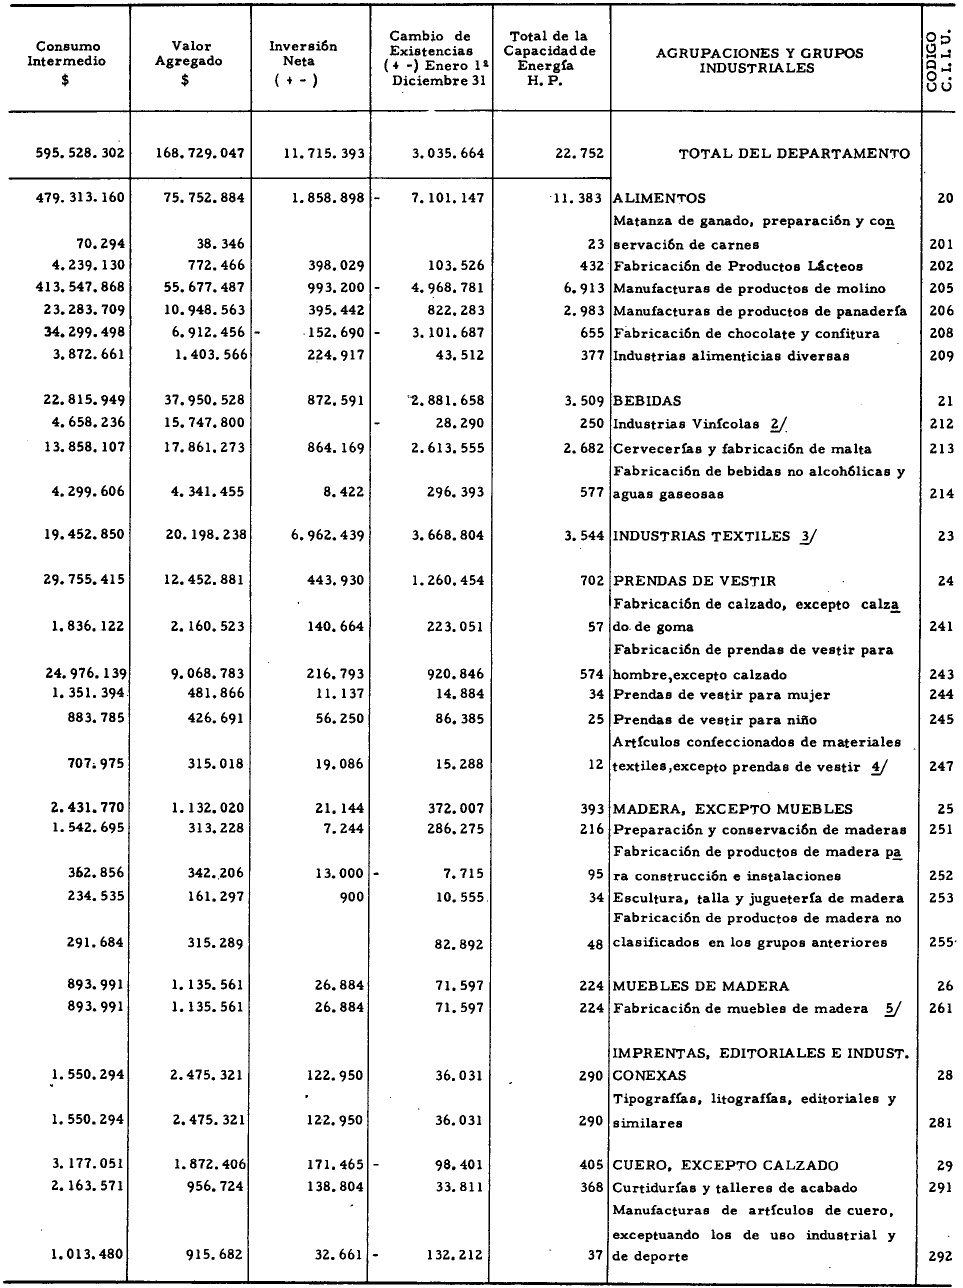 Consumo Intermedio $ | Valor Agregado $ | Inversión Neta ( + - ) | Cambio de Existencias ( + -) Enero 1ª Diciembre 31 | Total de la Capacidad de Energía H. P. | AGRUPACIONES Y GRUPOS INDUSTRIALES | CODIGO C. I. I. U.
595.528.302 | 168.729.047 | 11.715.393 | 3.035.664 | 22.752 | TOTAL DEL DEPARTAMENTO
479.313.160 | 75.752.884 | 1.858.898 | - 7.101.147 | 11.383 | ALIMENTOS | 20
Matanza de ganado, preparación y con
70.294 | 38.346 | | | 23 | servación de carnes | 201
4.239.130 | 772.466 | 398.029 | 103.526 | 432 | Fabricación de Productos Lácteos | 202
413.547.868 | 55.677.487 | 993.200 | - 4.968.781 | 6.913 | Manufacturas de productos de molino | 205
23.283.709 | 10.948.563 | 395.442 | 822.283 | 2.983 | Manufacturas de productos de panadería | 206
34.299.498 | 6.912.456 | - 152.690 | - 3.101.687 | 655 | Fabricación de chocolate y confitura | 208
3.872.661 | 1.403.566 | 224.917 | 43.512 | 377 | Industrias alimenticias diversas | 209
22.815.949 | 37.950.528 | 872.591 | 2.881.658 | 3.509 | BEBIDAS | 21
4.658.236 | 15.747.800 | | - 28.290 | 250 | Industrias Vinícolas 2/ | 212
13.858.107 | 17.861.273 | 864.169 | 2.613.555 | 2.682 | Cervecerías y fabricación de malta | 213
Fabricación de bebidas no alcohólicas y
4.299.606 | 4.341.455 | 8.422 | 296.393 | 577 | aguas gaseosas | 214
19.452.850 | 20.198.238 | 6.962.439 | 3.668.804 | 3.544 | INDUSTRIAS TEXTILES 3/ | 23
29.755.415 | 12.452.881 | 443.930 | 1.260.454 | 702 | PRENDAS DE VESTIR | 24
Fabricación de calzado, excepto calza
1.836.122 | 2.160.523 | 140.664 | 223.051 | 57 | do de goma | 241
Fabricación de prendas de vestir para
24.976.139 | 9.068.783 | 216.793 | 920.846 | 574 | hombre,excepto calzado | 243
1.351.394 | 481.866 | 11.137 | 14.884 | 34 | Prendas de vestir para mujer | 244
883.785 | 426.691 | 56.250 | 86.385 | 25 | Prendas de vestir para niño | 245
Artículos confeccionados de materiales
707.975 | 315.018 | 19.086 | 15.288 | 12 | textiles,excepto prendas de vestir 4/ | 247
2.431.770 | 1.132.020 | 21.144 | 372.007 | 393 | MADERA, EXCEPTO MUEBLES | 25
1.542.695 | 313.228 | 7.244 | 286.275 | 216 | Preparación y conservación de maderas | 251
Fabricación de productos de madera pa
362.856 | 342.206 | 13.000 | - 7.715 | 95 | ra construcción e instalaciones | 252
234.535 | 161.297 | 900 | 10.555 | 34 | Escultura, talla y juguetería de madera | 253
Fabricación de productos de madera no
291.684 | 315.289 | | 82.892 | 48 | clasificados en los grupos anteriores | 255
893.991 | 1.135.561 | 26.884 | 71.597 | 224 | MUEBLES DE MADERA | 26
893.991 | 1.135.561 | 26.884 | 71.597 | 224 | Fabricación de muebles de madera 5/ | 261
IMPRENTAS, EDITORIALES E INDUST.
1.550.294 | 2.475.321 | 122.950 | 36.031 | 290 | CONEXAS | 28
Tipografías, litografías, editoriales y
1.550.294 | 2.475.321 | 122.950 | 36.031 | 290 | similares | 281
3.177.051 | 1.872.406 | 171.465 | - 98.401 | 405 | CUERO, EXCEPTO CALZADO | 29
2.163.571 | 956.724 | 138.804 | 33.811 | 368 | Curtidurías y talleres de acabado | 291
Manufacturas de artículos de cuero,
exceptuando los de uso industrial y
1.013.480 | 915.682 | 32.661 | - 132.212 | 37 | de deporte | 292